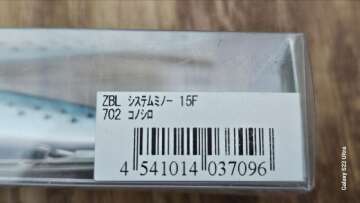 ZBL ｼｽﾃﾑﾐﾉｰ 15F
702 ｺﾉｼﾛ
4 541014 037096
Galaxy S22 Ultra